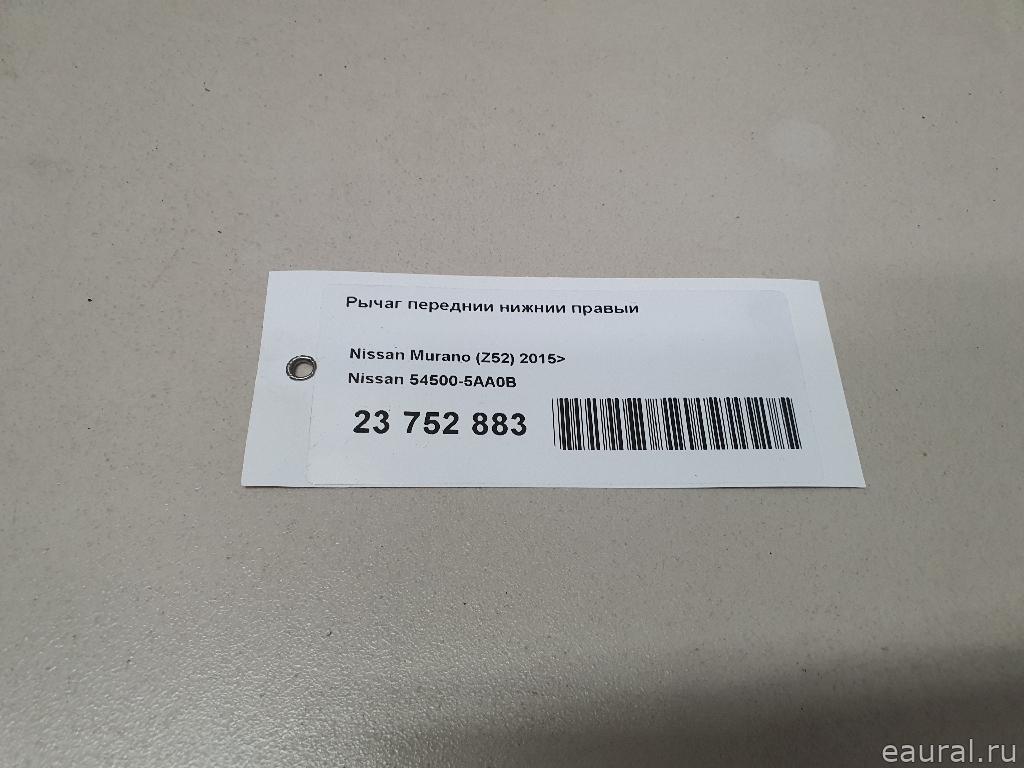 Рычаг передний нижний правый
Nissan Murano (Z52) 2015>
Nissan 54500-5AA0B
23 752 883
eaural.ru